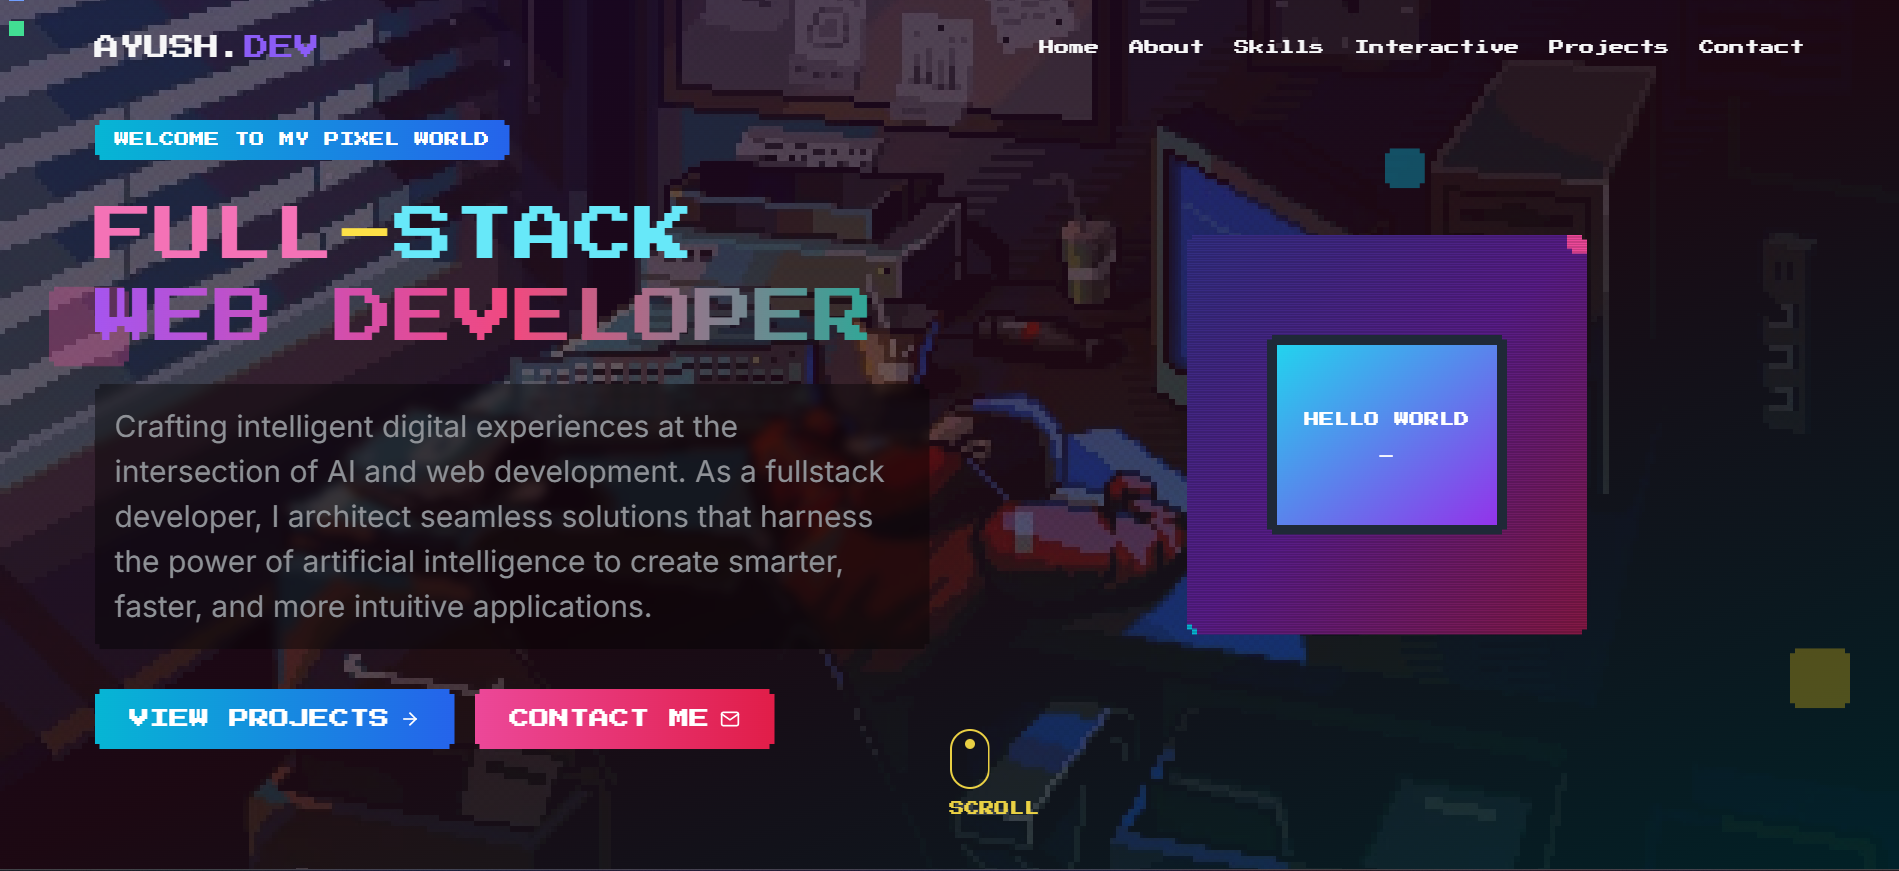 AYUSH.DEV
Home About Skills Interactive Projects Contact
WELCOME TO MY PIXEL WORLD
FULL-STACK
WEB DEVELOPER
Crafting intelligent digital experiences at the
intersection of AI and web development. As a fullstack
developer, I architect seamless solutions that harness
the power of artificial intelligence to create smarter,
faster, and more intuitive applications.
HELLO WORLD
_
VIEW PROJECTS →
CONTACT ME
SCROLL